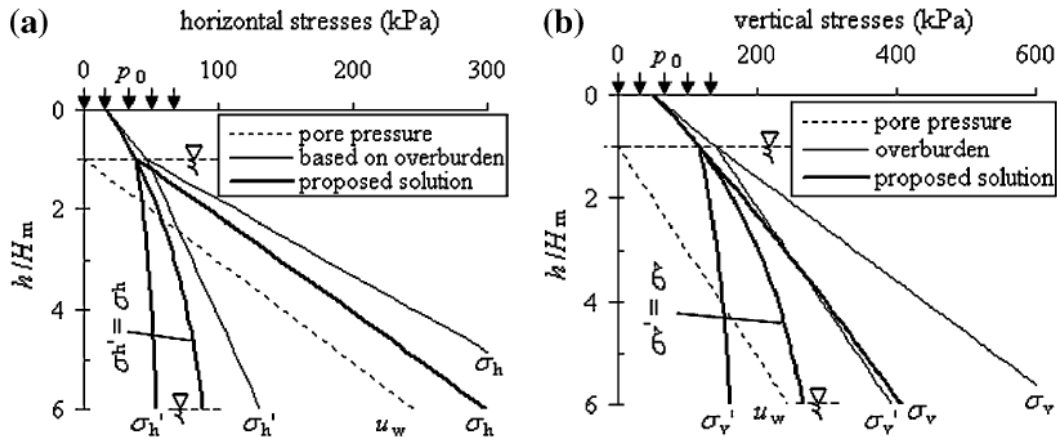 (a) horizontal stresses (kPa)
0 100 200 300
p0
0
2
4
6
h/Hm
pore pressure
based on overburden
proposed solution
σh' = σh
σh
σh' σh' uw σh
(b) vertical stresses (kPa)
0 200 400 600
p0
0
2
4
6
h/Hm
pore pressure
overburden
proposed solution
σv' = σv
σv' uw σv' σv σv